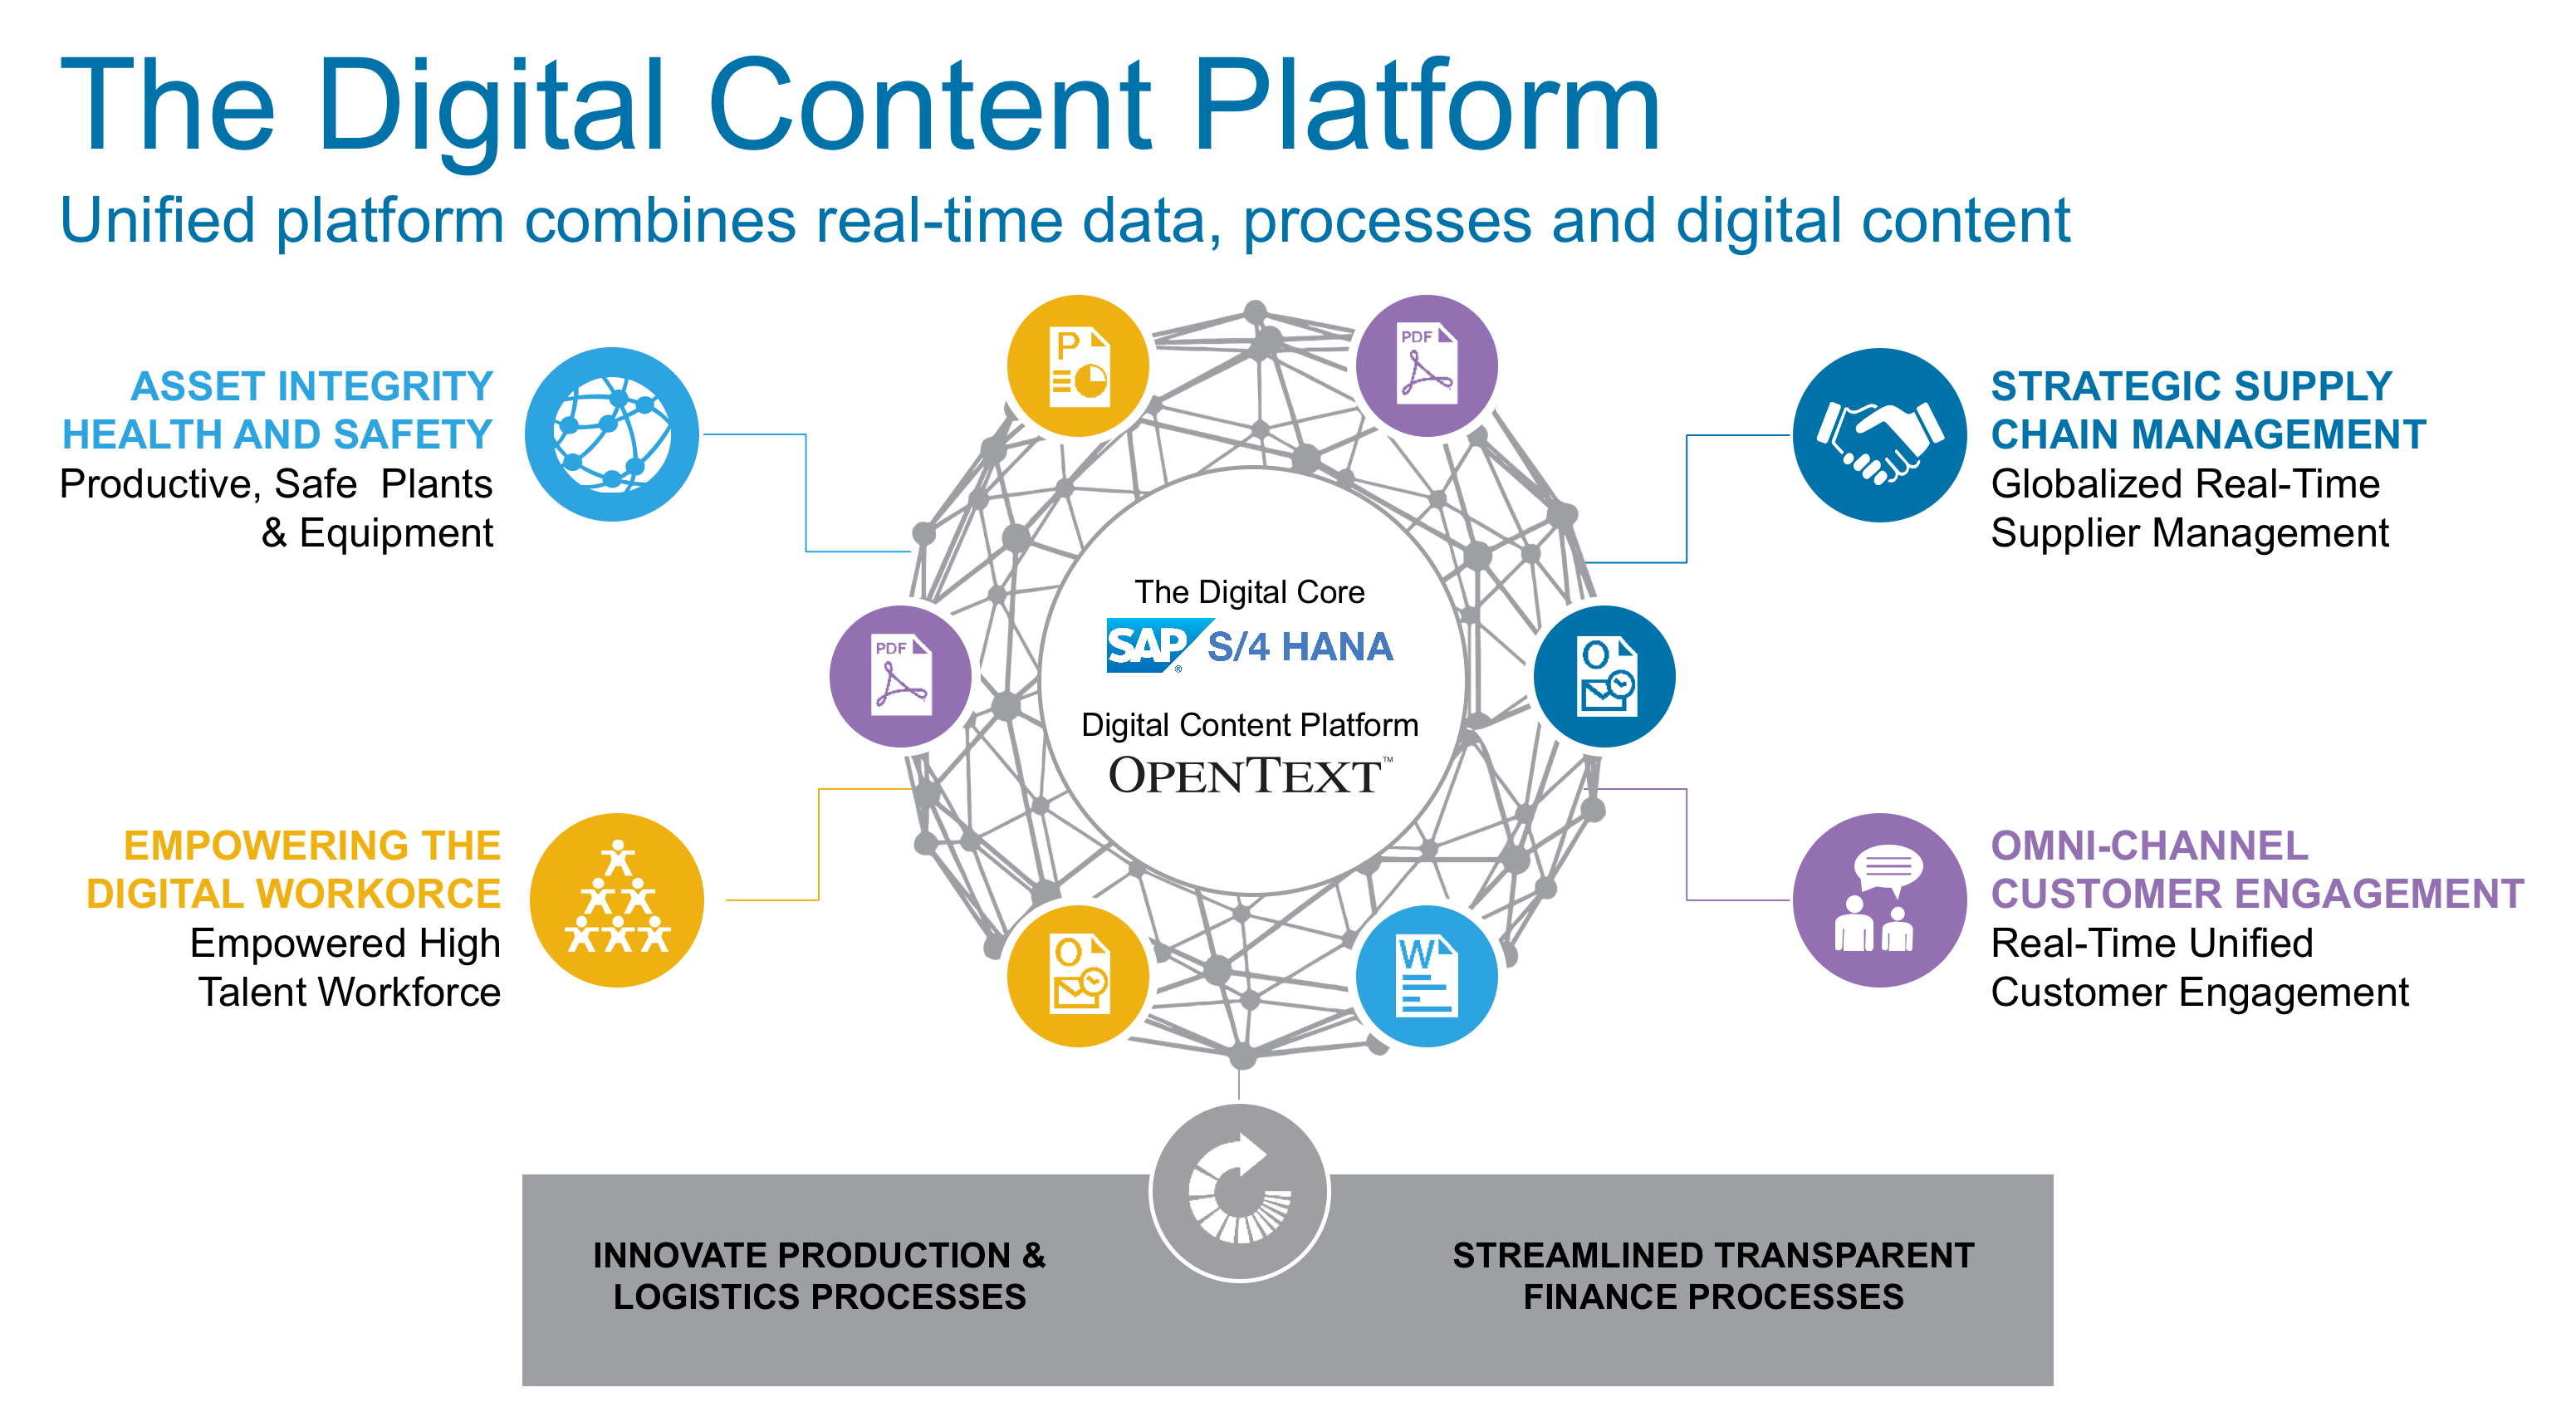 The Digital Content Platform
Unified platform combines real-time data, processes and digital content
ASSET INTEGRITY
HEALTH AND SAFETY
Productive, Safe  Plants
& Equipment
EMPOWERING THE
DIGITAL WORKORCE
Empowered High
Talent Workforce
P
PDF
PDF
O
O
W
The Digital Core
SAP® S/4 HANA
Digital Content Platform
OPENTEXT™
STRATEGIC SUPPLY
CHAIN MANAGEMENT
Globalized Real-Time
Supplier Management
OMNI-CHANNEL
CUSTOMER ENGAGEMENT
Real-Time Unified
Customer Engagement
INNOVATE PRODUCTION &
LOGISTICS PROCESSES
STREAMLINED TRANSPARENT
FINANCE PROCESSES